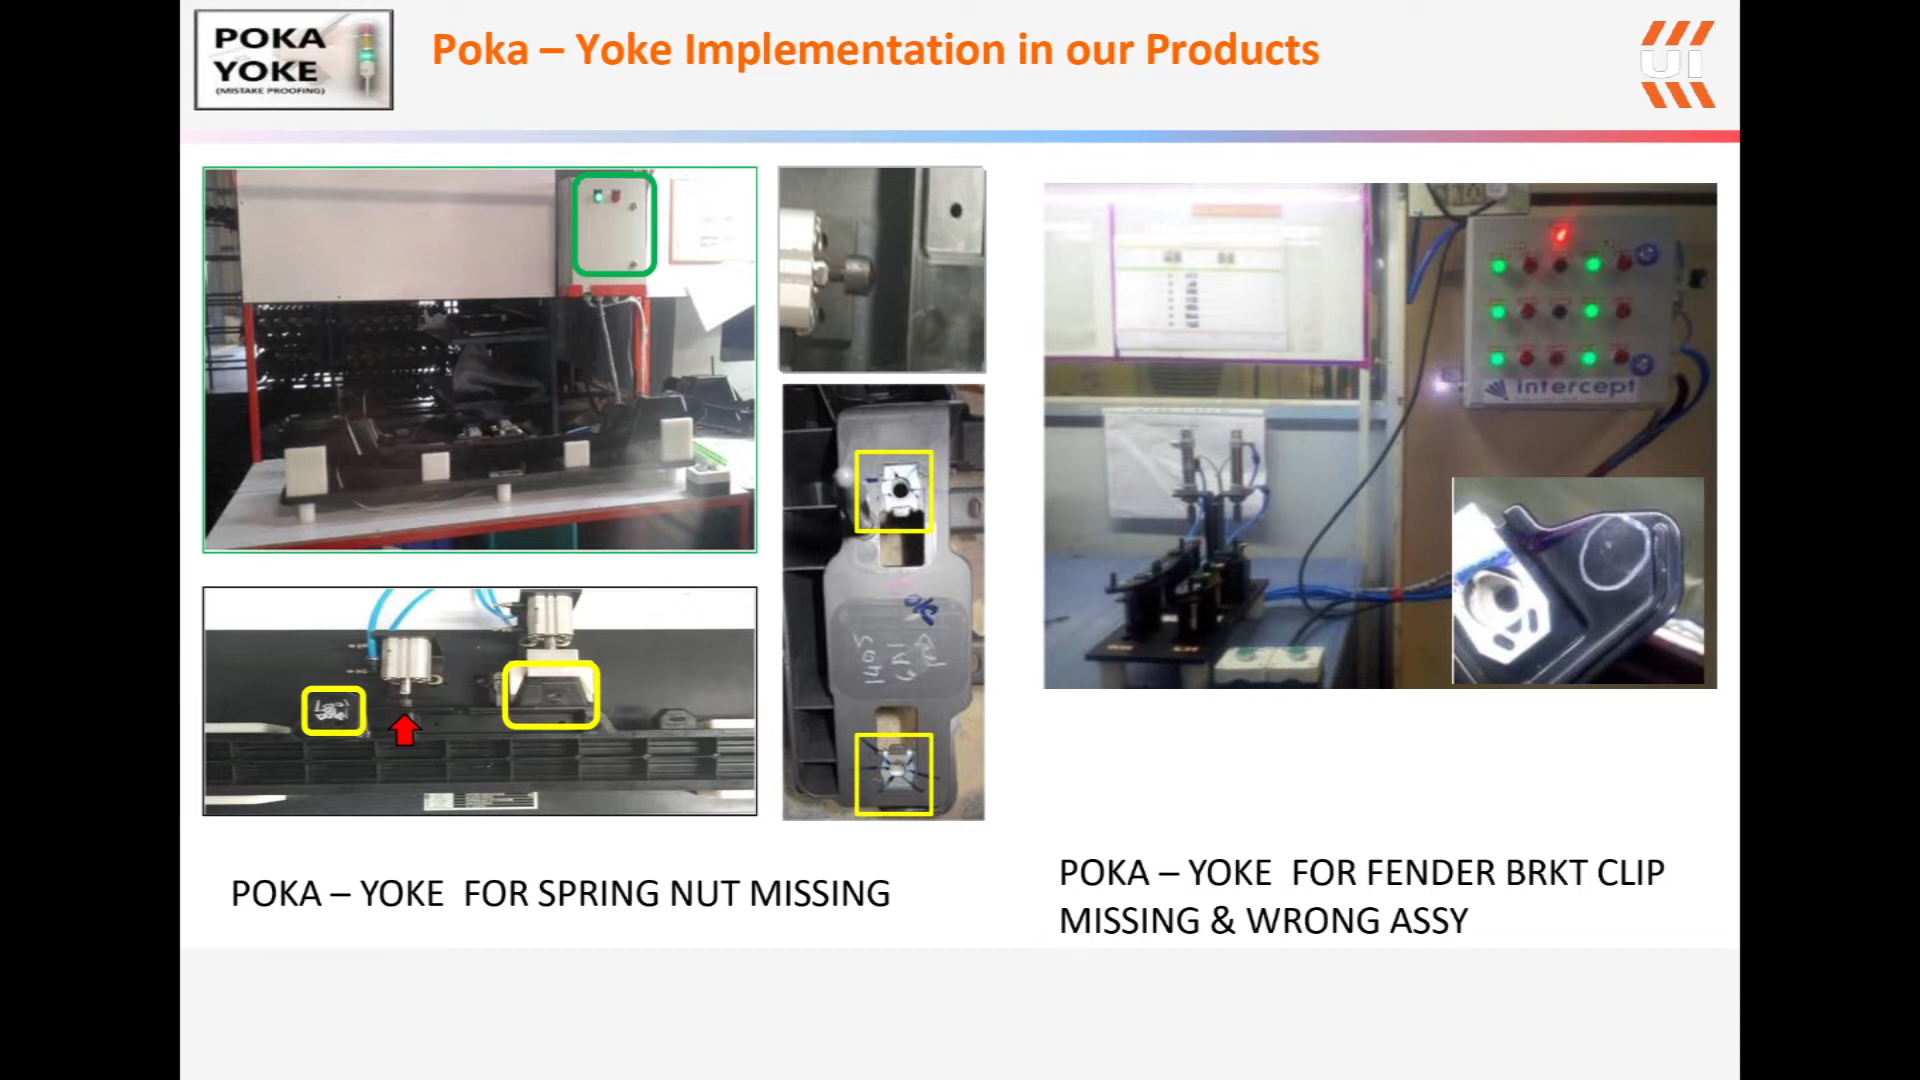 POKA
YOKE
(MISTAKE PROOFING)
Poka – Yoke Implementation in our Products
UI
intercept
POKA – YOKE FOR SPRING NUT MISSING
POKA – YOKE FOR FENDER BRKT CLIP
MISSING & WRONG ASSY